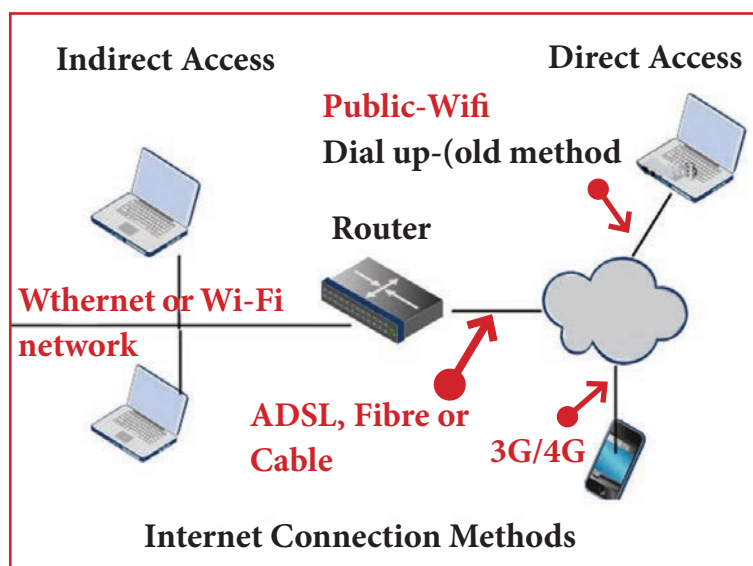 Indirect Access
Direct Access
Public-Wifi
Dial up-(old method
Router
Wthernet or Wi-Fi
network
ADSL, Fibre or
Cable
3G/4G
Internet Connection Methods